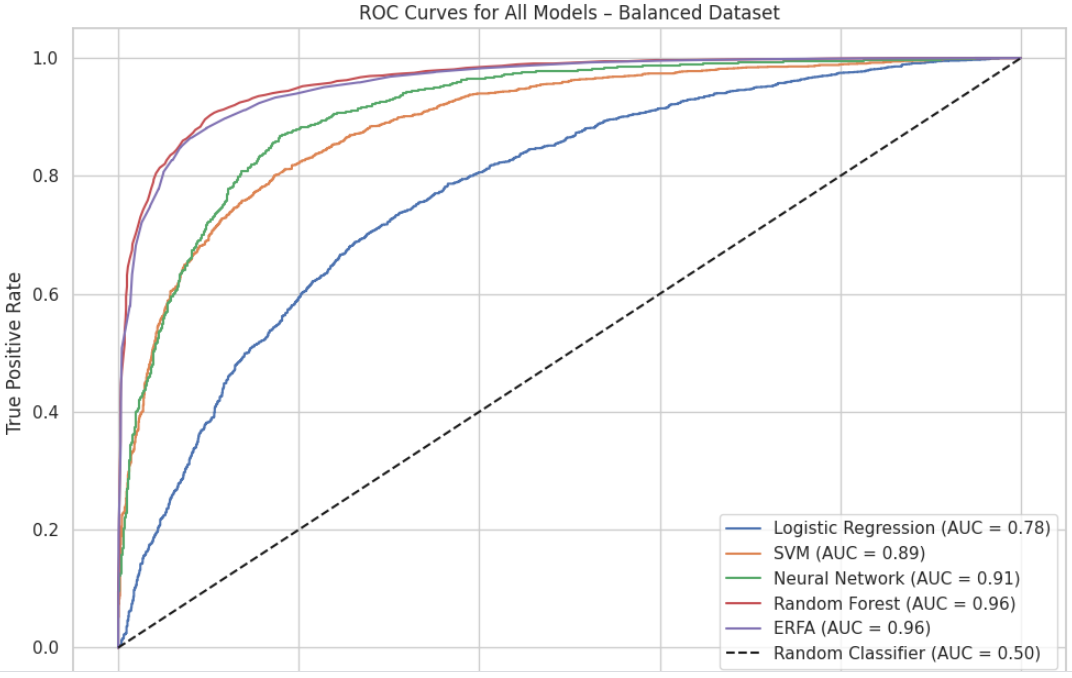 ROC Curves for All Models – Balanced Dataset
True Positive Rate
1.0
0.8
0.6
0.4
0.2
0.0
Logistic Regression (AUC = 0.78)
SVM (AUC = 0.89)
Neural Network (AUC = 0.91)
Random Forest (AUC = 0.96)
ERFA (AUC = 0.96)
Random Classifier (AUC = 0.50)